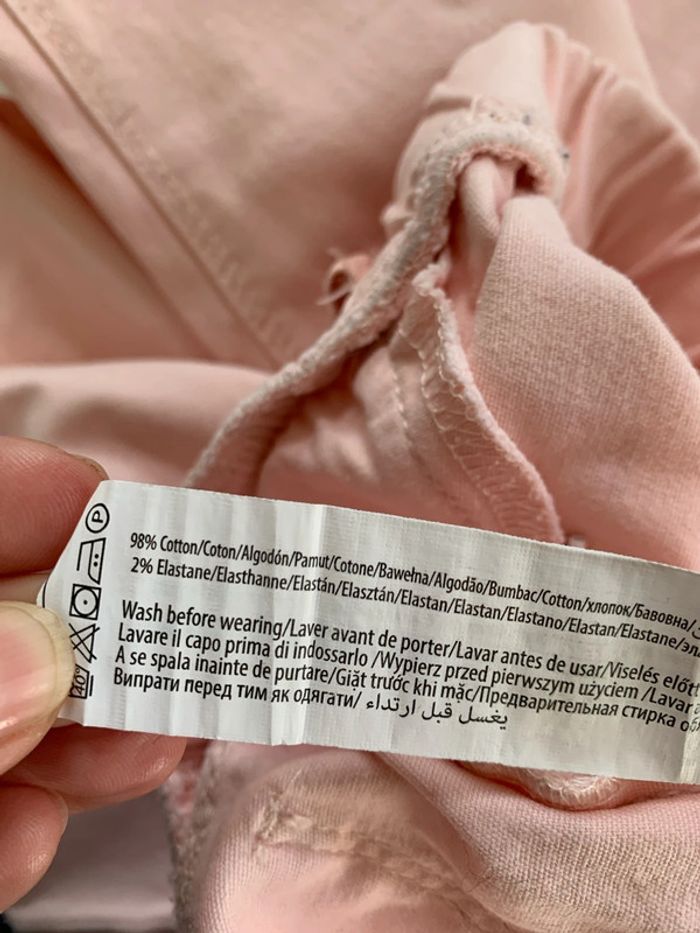 98% Cotton/Coton/Algodón/Pamut/Cotone/Bawełna/Algodão/Bumbac/Cotton/хлопок/Бавовна/
2% Elastane/Elasthanne/Elastán/Elasztán/Elastan/Elastan/Elastano/Elastan/Elastane/эла
Wash before wearing/Laver avant de porter/Lavar antes de usar/Viselés előtt
Lavare il capo prima di indossarlo /Wypierz przed pierwszym użyciem /Lavar a
A se spala inainte de purtare/Giặt trước khi mặc/Предварительная стирка об
Випрати перед тим як одягати/ يغسل قبل ارتداء
P
40°